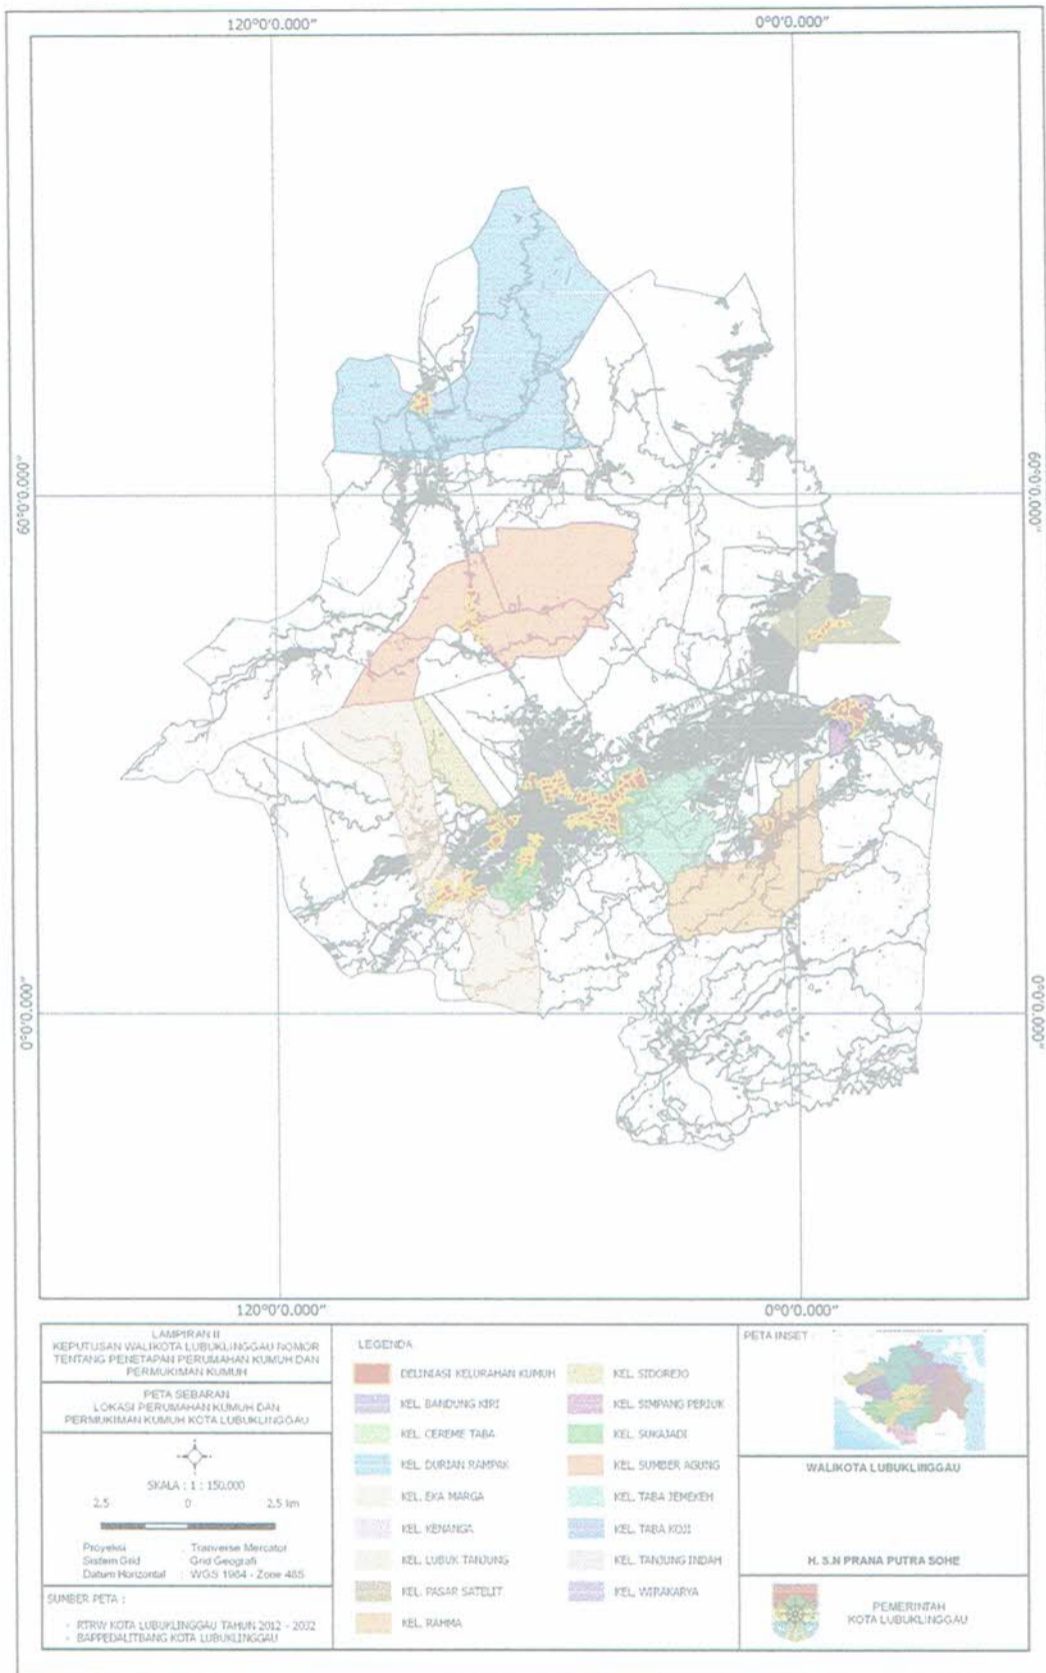 120°0'0.000"
0°0'0.000"
60°0'0.000"
60°0'0.000"
0°0'0.000"
0°0'0.000"
120°0'0.000"
0°0'0.000"
LAMPIRAN II
KEPUTUSAN WALIKOTA LUBUKLINGGAU NOMOR
TENTANG PENETAPAN PERUMAHAN KUMUH DAN
PERMUKIMAN KUMUH
PETA SEBARAN
LOKASI PERUMAHAN KUMUH DAN
PERMUKIMAN KUMUH KOTA LUBUKLINGGAU
SKALA : 1 : 150.000
2,5 0 2,5 km
Proyeksi : Tranverse Mercator
Sistem Grid : Grid Geografi
Datum Horizontal : WGS 1984 - Zone 48S
SUMBER PETA :
- RTRW KOTA LUBUKLINGGAU TAHUN 2012 - 2032
- BAPPEDALITBANG KOTA LUBUKLINGGAU
LEGENDA
DELINIASI KELURAHAN KUMUH
KEL. BANDUNG KIRI
KEL. CEREME TABA
KEL. DURIAN RAMPAK
KEL. EKA MARGA
KEL. KENANGA
KEL. LUBUK TANJUNG
KEL. PASAR SATELIT
KEL. RAHMA
KEL. SIDOREJO
KEL. SIMPANG PERIUK
KEL. SUKAJADI
KEL. SUMBER AGUNG
KEL. TABA JEMEKEH
KEL. TABA KOJI
KEL. TANJUNG INDAH
KEL. WIRAKARYA
PETA INSET :
WALIKOTA LUBUKLINGGAU
H. S.N PRANA PUTRA SOHE
PEMERINTAH
KOTA LUBUKLINGGAU